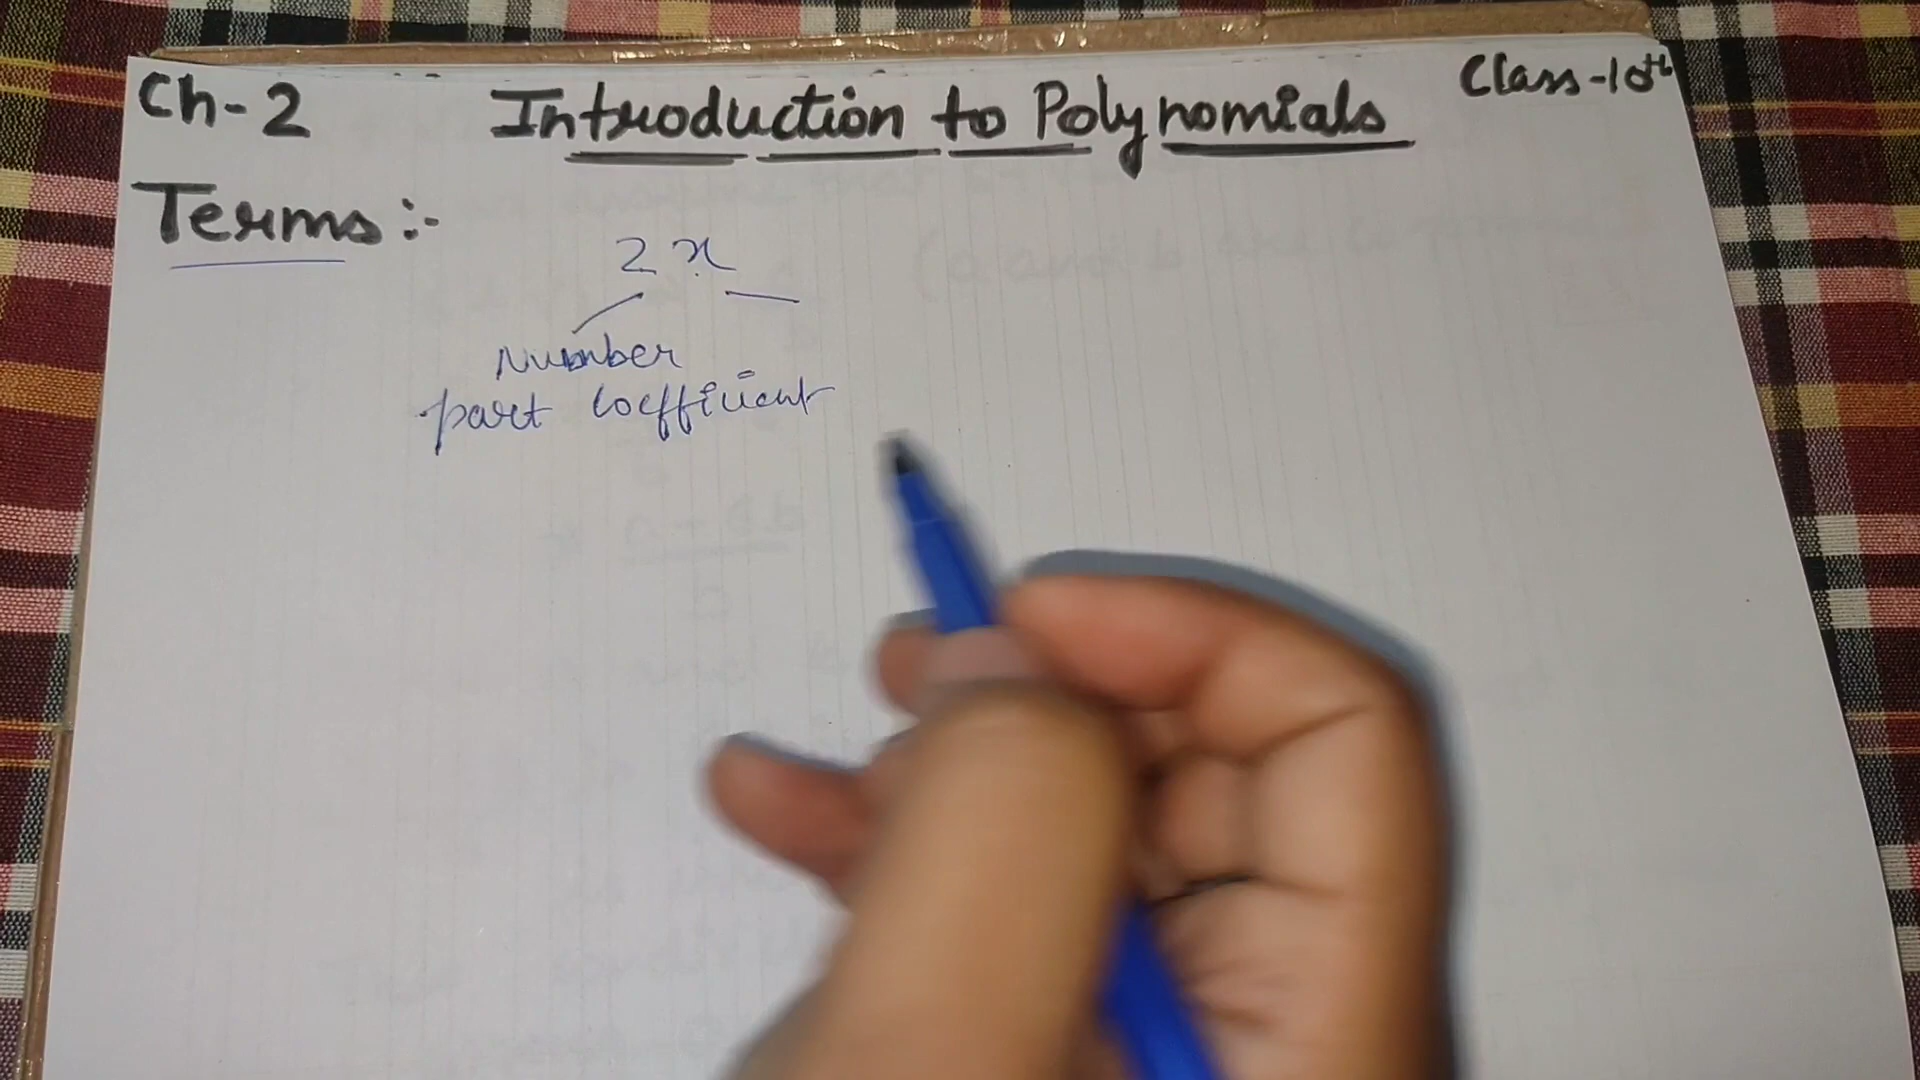 Ch-2 Introduction to Polynomials Class-10th
Terms:-
2x
Number
part coefficient